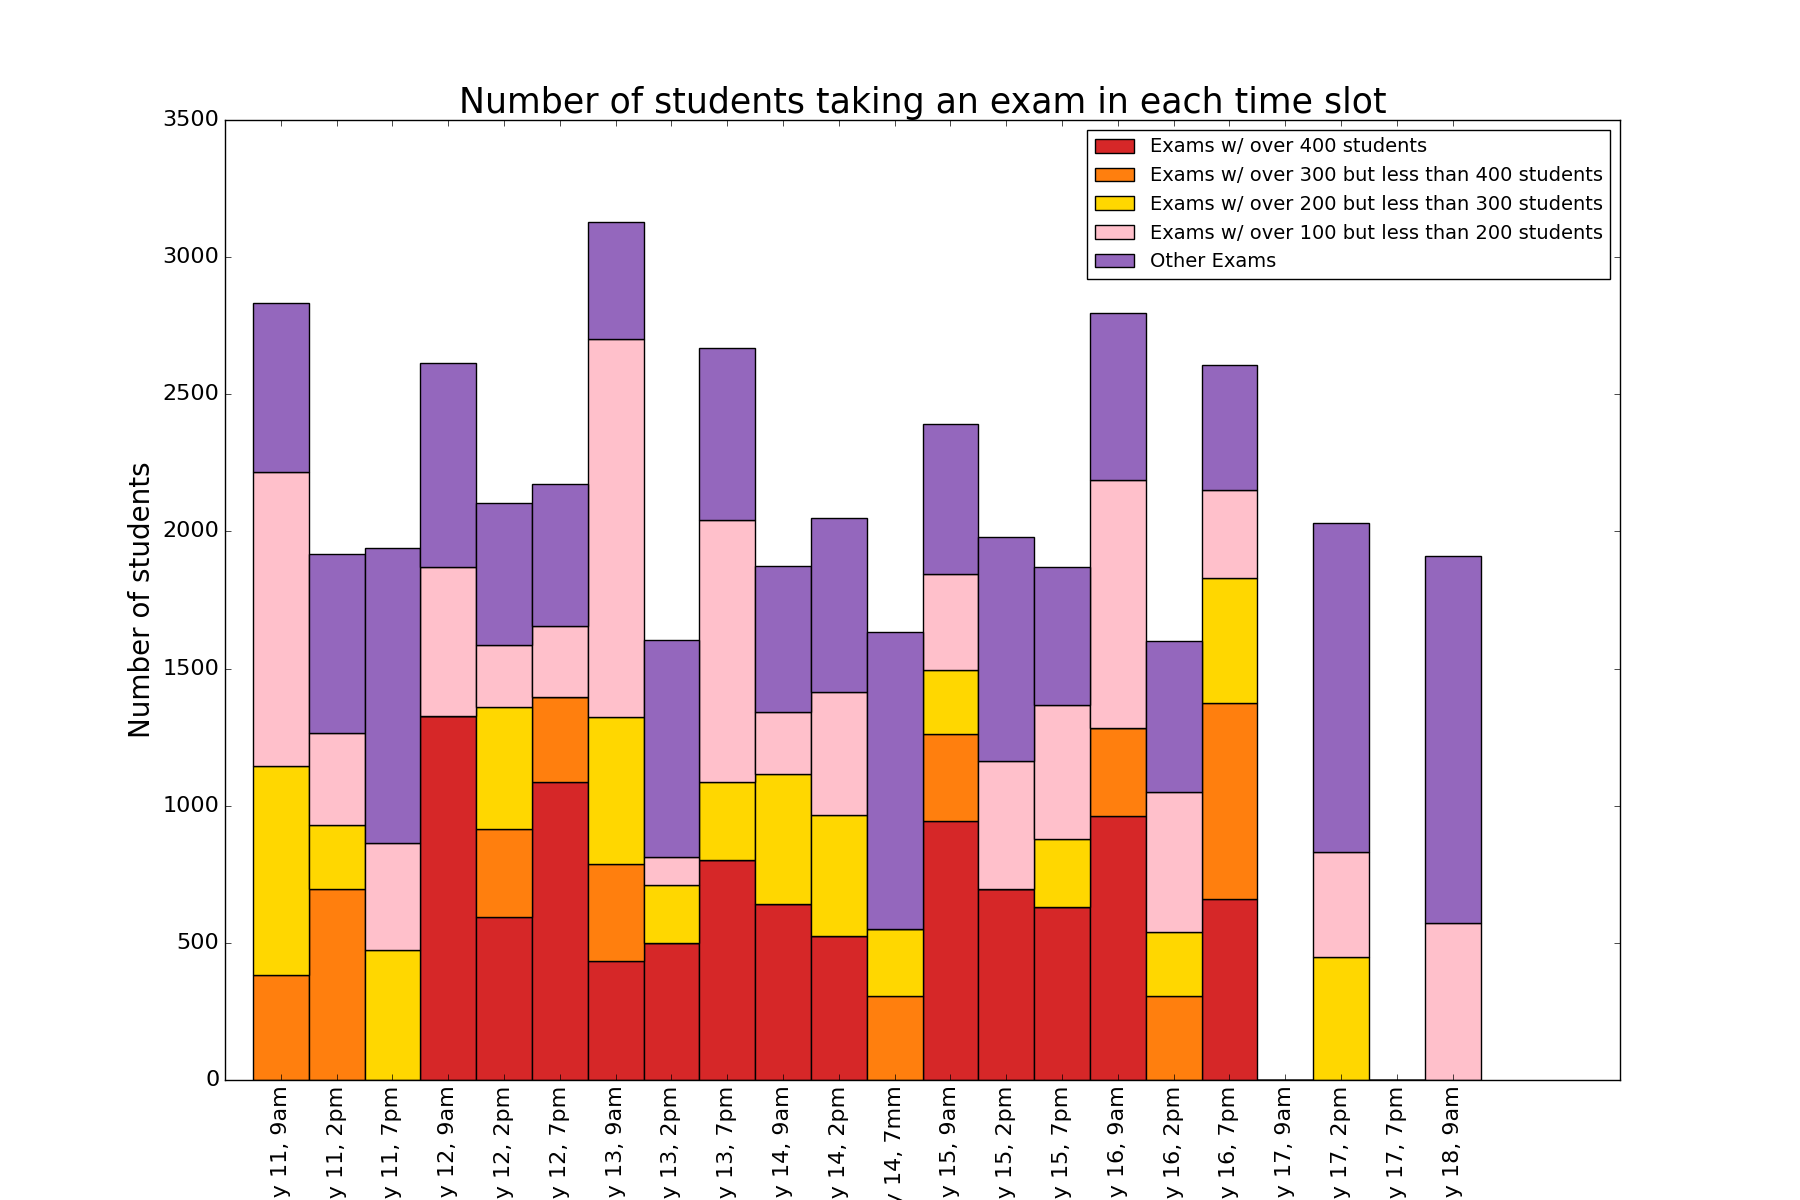 Number of students taking an exam in each time slot
Exams w/ over 400 students
Exams w/ over 300 but less than 400 students
Exams w/ over 200 but less than 300 students
Exams w/ over 100 but less than 200 students
Other Exams
Number of students
3500
3000
2500
2000
1500
1000
500
0
y 11, 9am
y 11, 2pm
y 11, 7pm
y 12, 9am
y 12, 2pm
y 12, 7pm
y 13, 9am
y 13, 2pm
y 13, 7pm
y 14, 9am
y 14, 2pm
y 14, 7mm
y 15, 9am
y 15, 2pm
y 15, 7pm
y 16, 9am
y 16, 2pm
y 16, 7pm
y 17, 9am
y 17, 2pm
y 17, 7pm
y 18, 9am